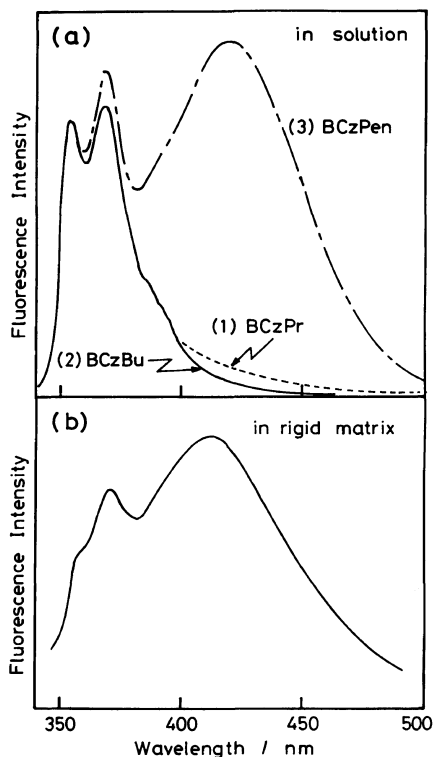 (a)
in solution
(3) BCzPen
(1) BCzPr
(2) BCzBu
Fluorescence Intensity
(b)
in rigid matrix
Fluorescence Intensity
350
400
450
500
Wavelength / nm